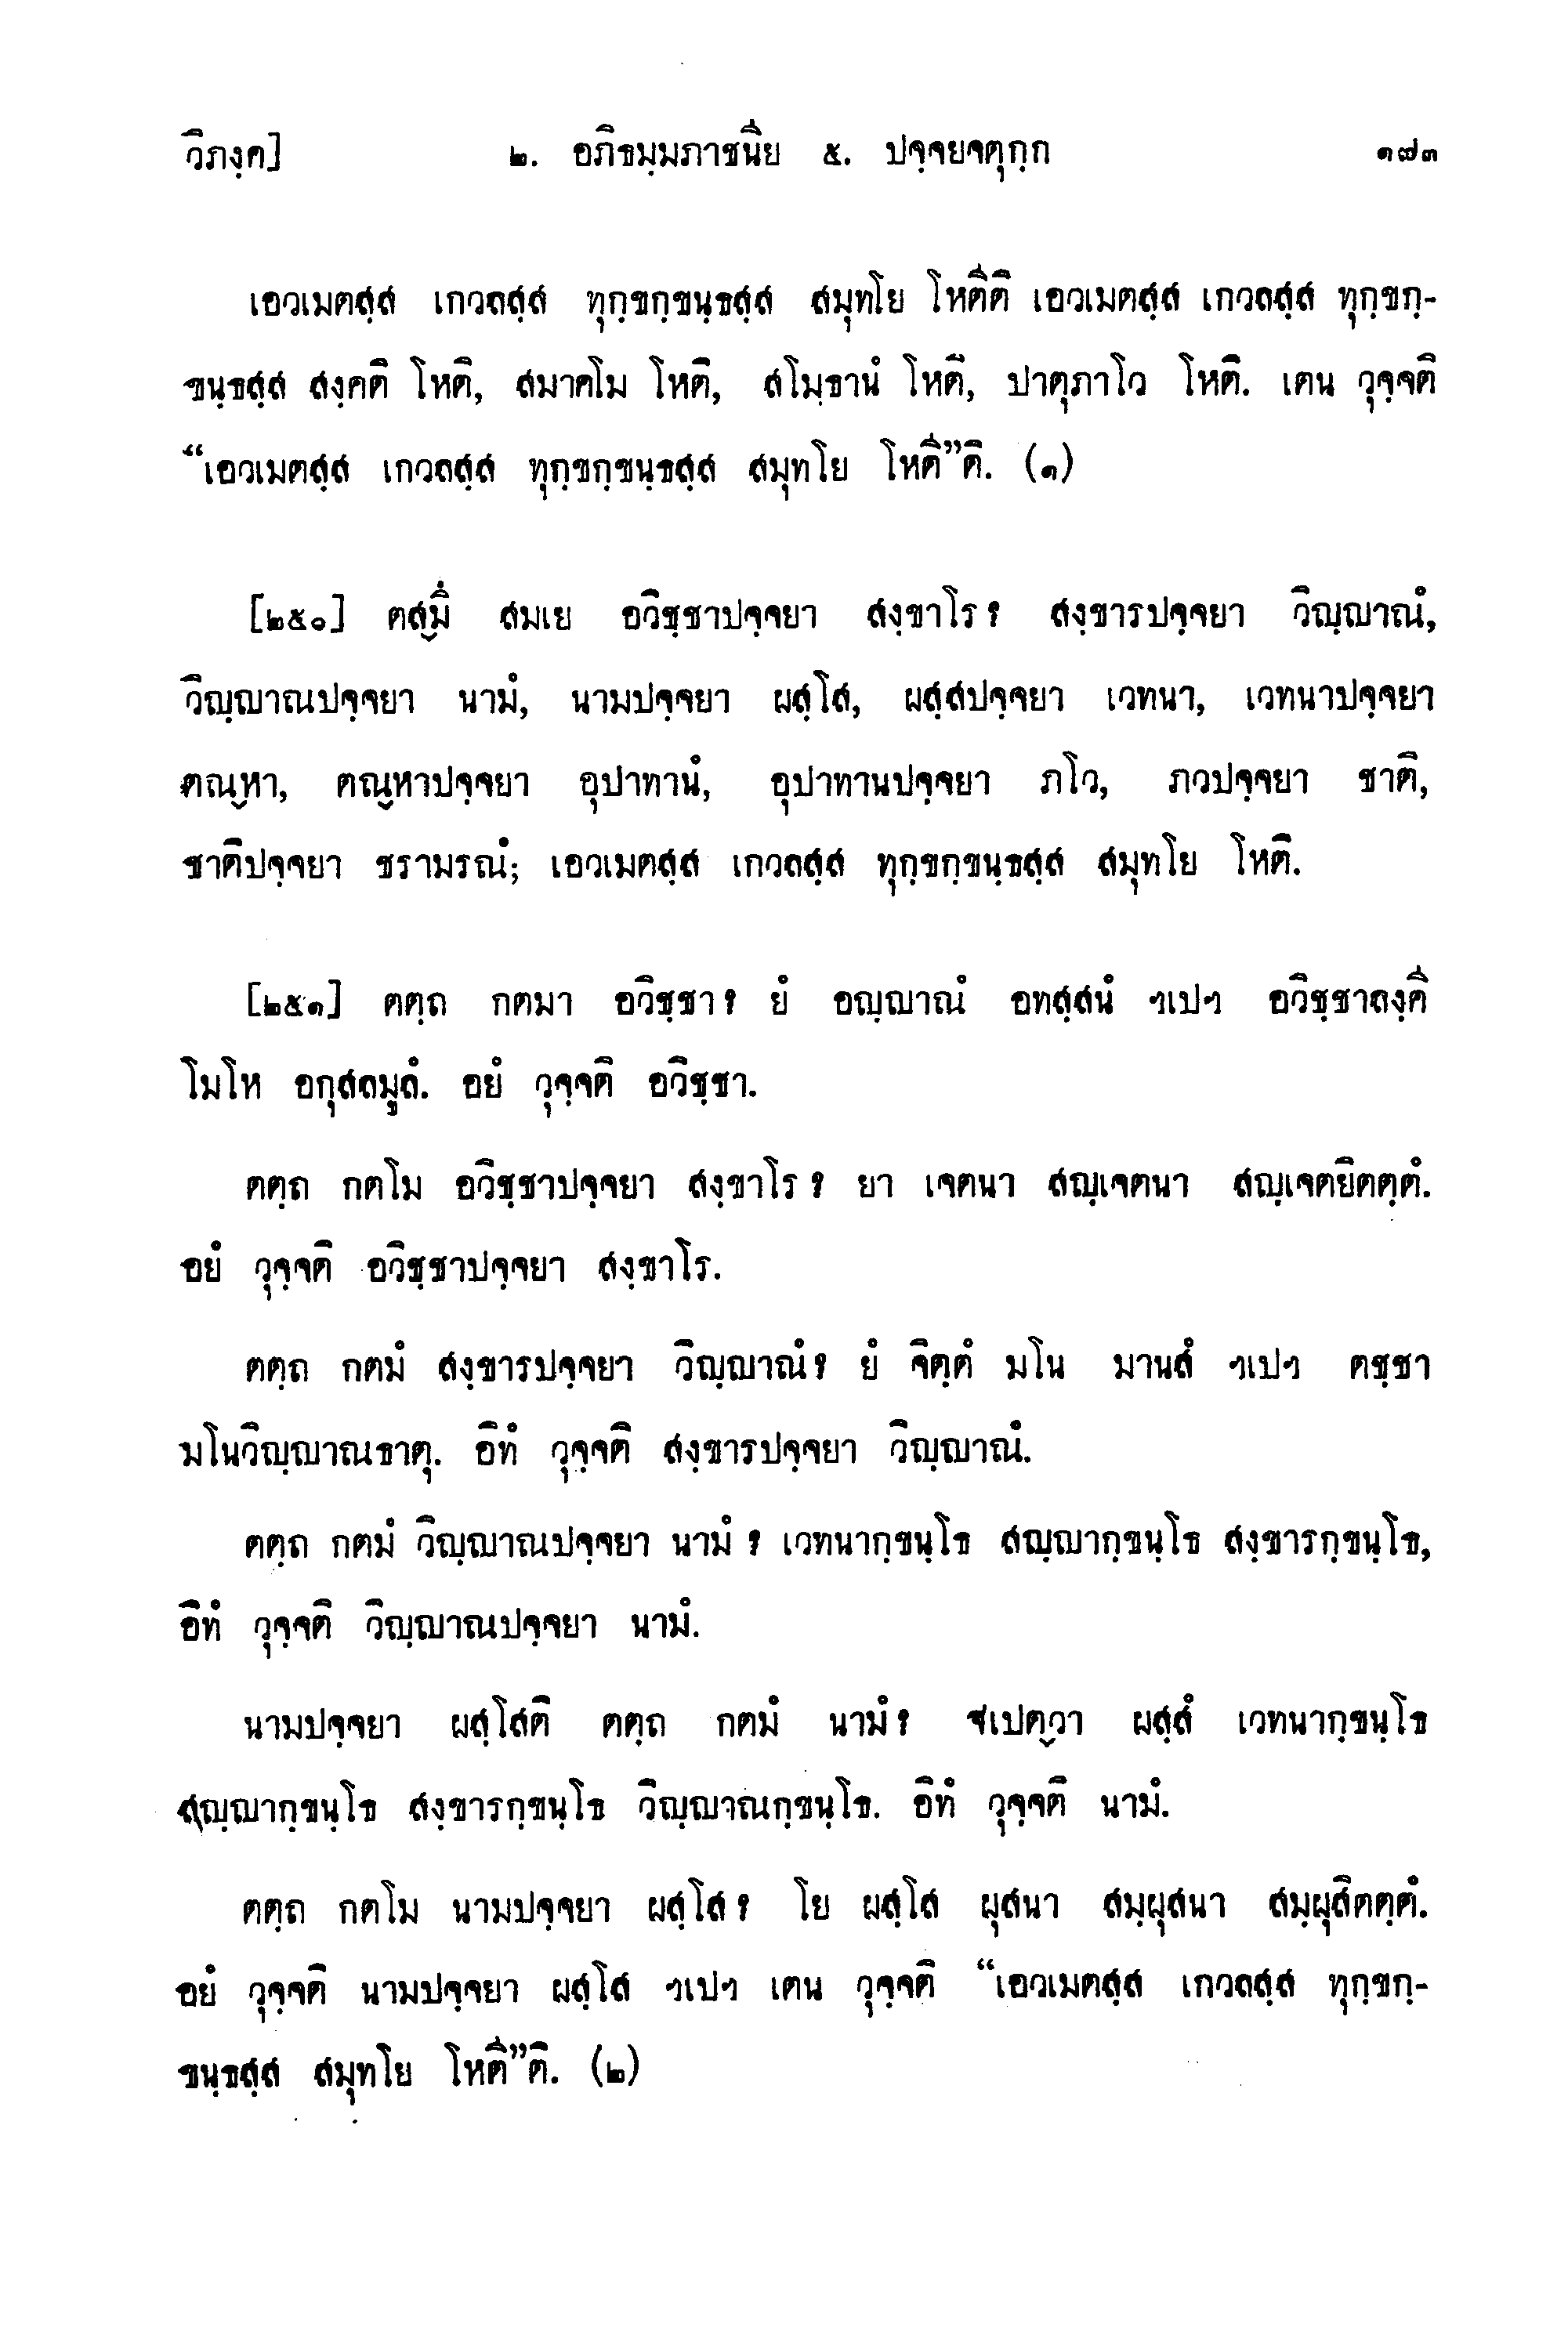 วิภงฺค]	๒. อภิธมฺมภาชนีย ๕. ปจฺจยจตุกฺก	๑๗๓
เอวเมตสฺส เกวลสฺส ทุกฺขกฺขนฺธสฺส สมุทโย โหตีติ เอวเมตสฺส เกวลสฺส ทุกฺขกฺ-
ขนฺธสฺส สงฺคติ โหติ, สมาคโม โหติ, สโมธานํ โหติ, ปาตุภาโว โหติ. เตน วุจฺจติ
“เอวเมตสฺส เกวลสฺส ทุกฺขกฺขนฺธสฺส สมุทโย โหตี”ติ. (๑)
[๒๕๐] ตสฺมึ สมเย อวิชฺชาปจฺจยา สงฺขาโร? สงฺขารปจฺจยา วิญฺญาณํ,
วิญฺญาณปจฺจยา นามํ, นามปจฺจยา ผสฺโส, ผสฺสปจฺจยา เวทนา, เวทนาปจฺจยา
ตณฺหา, ตณฺหาปจฺจยา อุปาทานํ, อุปาทานปจฺจยา ภโว, ภวปจฺจยา ชาติ,
ชาติปจฺจยา ชรามรณํ; เอวเมตสฺส เกวลสฺส ทุกฺขกฺขนฺธสฺส สมุทโย โหติ.
[๒๕๑] ตตฺถ กตมา อวิชฺชา? ยํ อญฺญาณํ อทสฺสนํ ฯเปฯ อวิชฺชาลงฺคี
โมโห อกุสลมูลํ. อยํ วุจฺจติ อวิชฺชา.
ตตฺถ กตโม อวิชฺชาปจฺจยา สงฺขาโร? ยา เจตนา สญฺเจตนา สญฺเจตยิตตฺตํ.
อยํ วุจฺจติ อวิชฺชาปจฺจยา สงฺขาโร.
ตตฺถ กตมํ สงฺขารปจฺจยา วิญฺญาณํ? ยํ จิตฺตํ มโน มานสํ ฯเปฯ ตชฺชา
มโนวิญฺญาณธาตุ. อิทํ วุจฺจติ สงฺขารปจฺจยา วิญฺญาณํ.
ตตฺถ กตมํ วิญฺญาณปจฺจยา นามํ? เวทนากฺขนฺโธ สญฺญากฺขนฺโธ สงฺขารกฺขนฺโธ,
อิทํ วุจฺจติ วิญฺญาณปจฺจยา นามํ.
นามปจฺจยา ผสฺโสติ ตตฺถ กตมํ นามํ? ฐเปตฺวา ผสฺสํ เวทนากฺขนฺโธ
สญฺญากฺขนฺโธ สงฺขารกฺขนฺโธ วิญฺญาณกฺขนฺโธ. อิทํ วุจฺจติ นามํ.
ตตฺถ กตโม นามปจฺจยา ผสฺโส? โย ผสฺโส ผุสนา สมฺผุสนา สมฺผุสิตตฺตํ.
อยํ วุจฺจติ นามปจฺจยา ผสฺโส ฯเปฯ เตน วุจฺจติ “เอวเมตสฺส เกวลสฺส ทุกฺขกฺ-
ขนฺธสฺส สมุทโย โหตี”ติ. (๒)